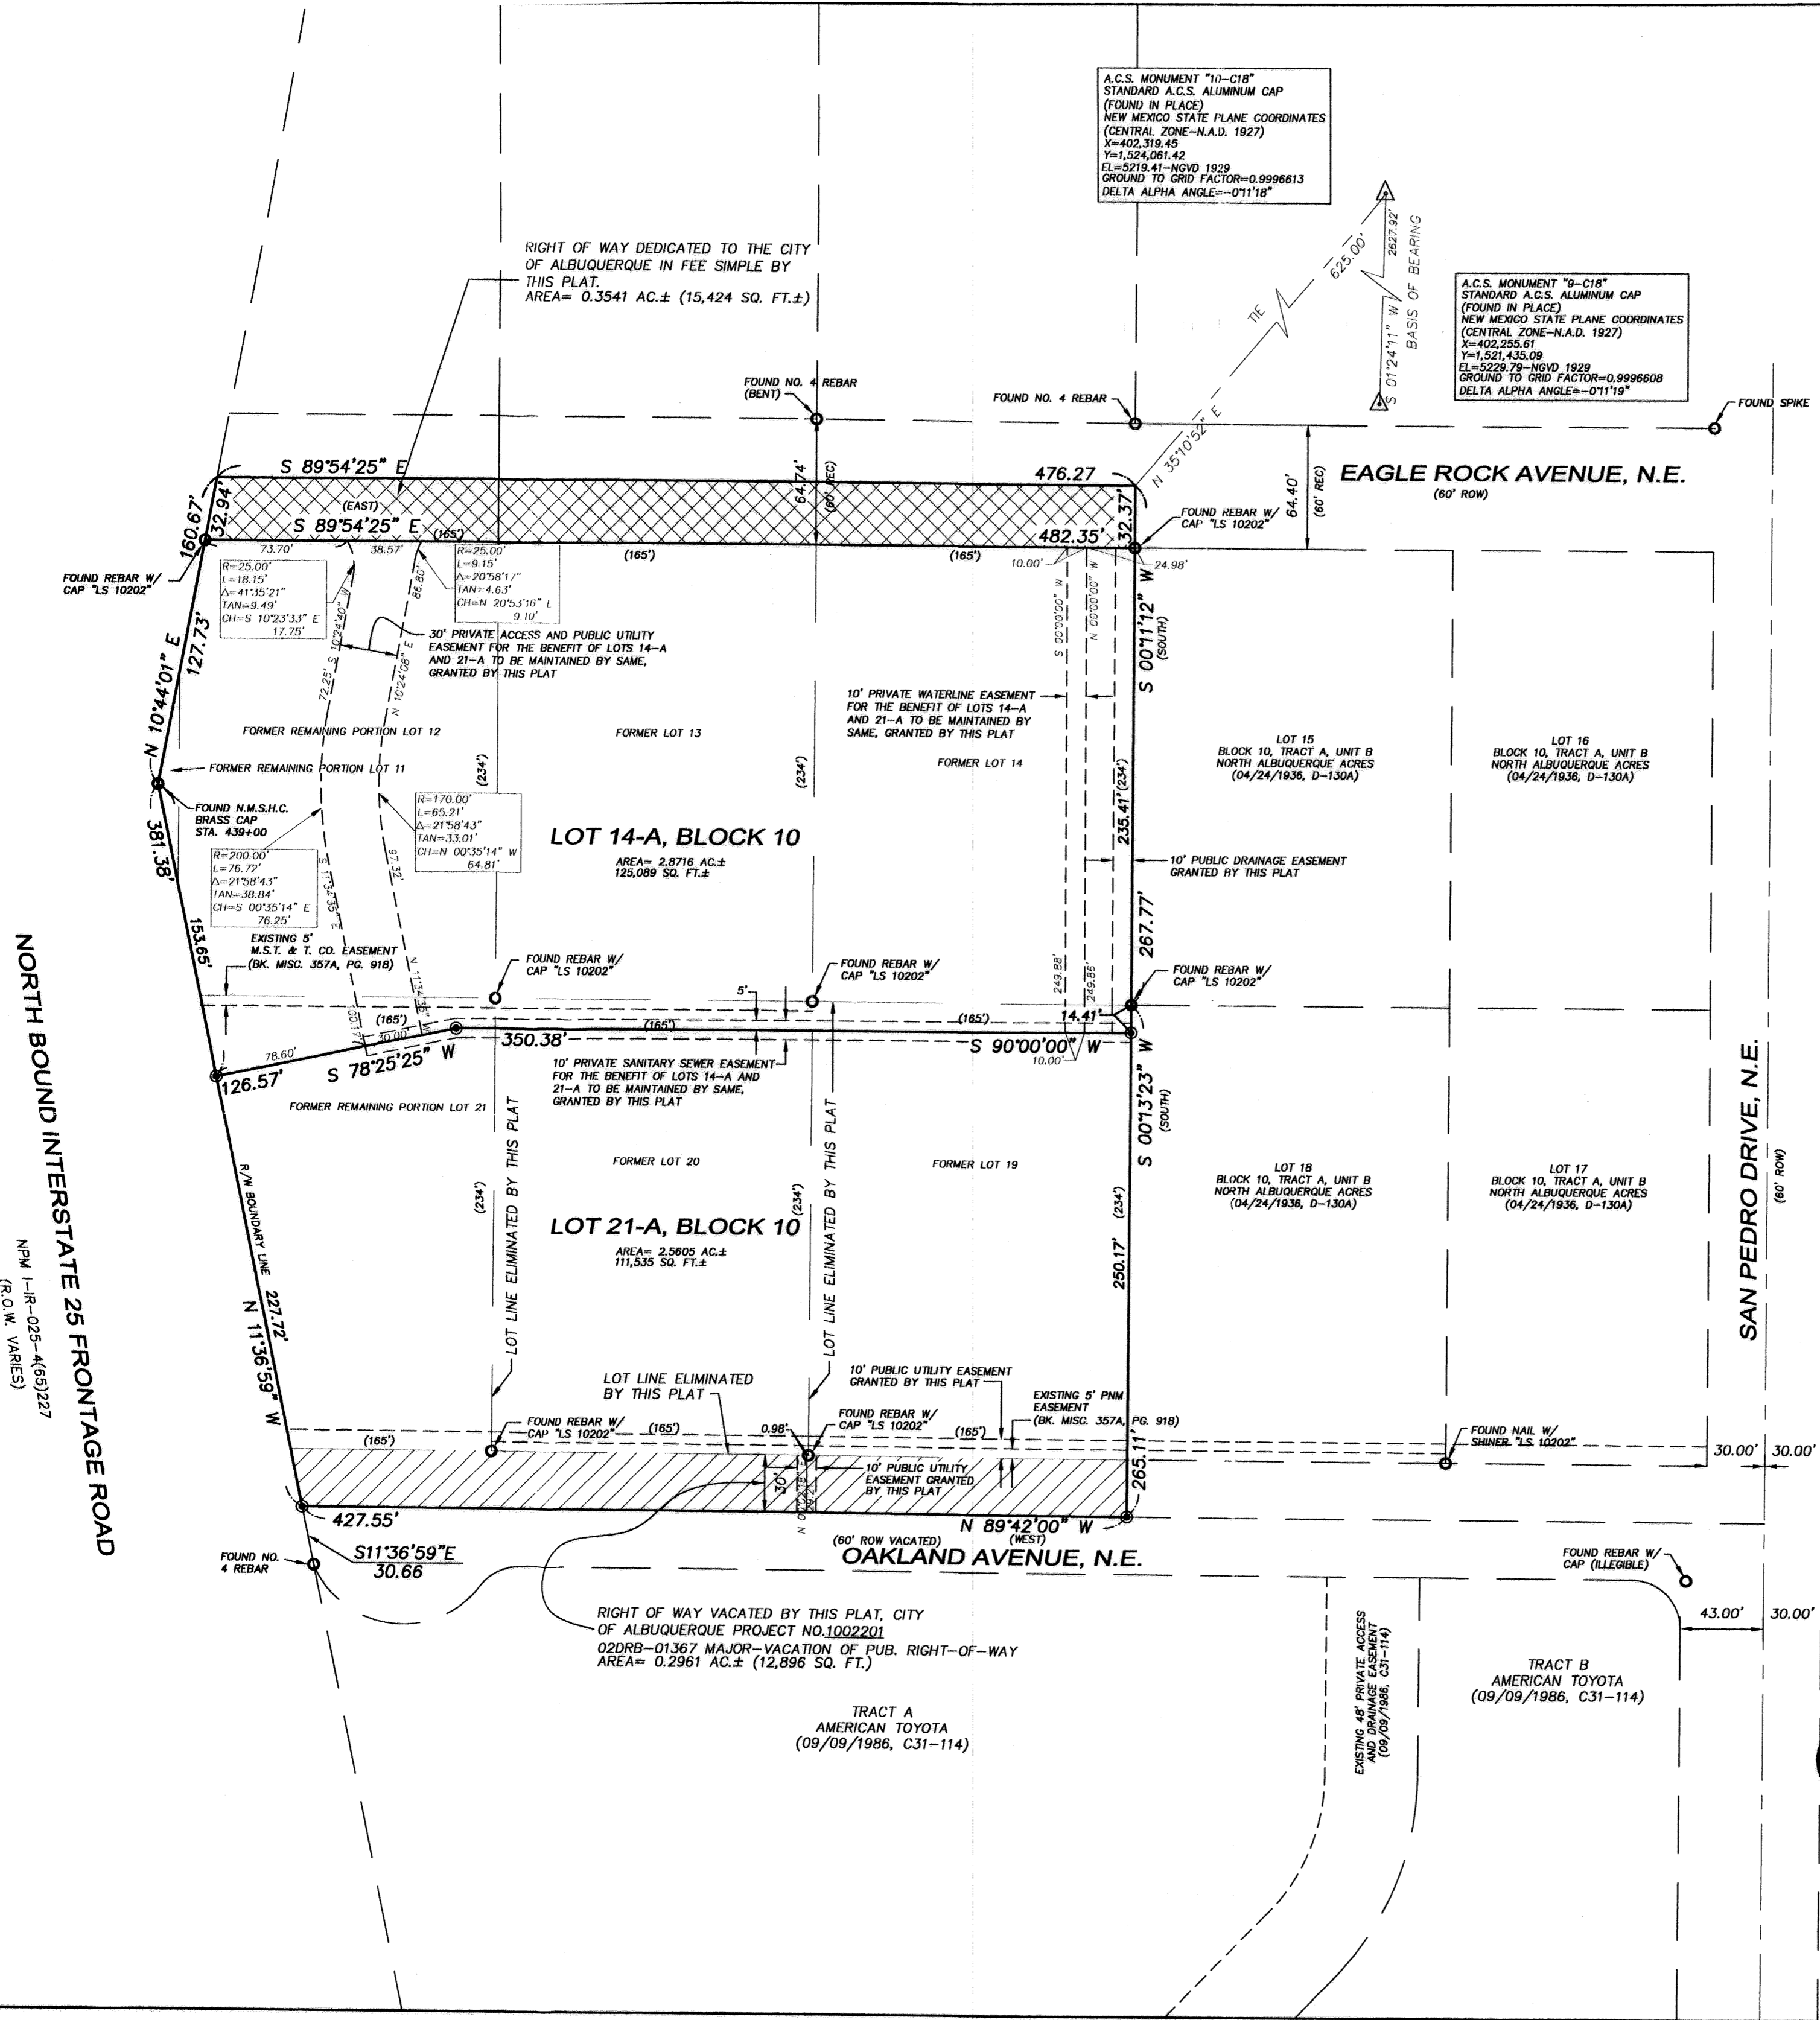 A.C.S. MONUMENT "10-C18"
STANDARD A.C.S. ALUMINUM CAP
(FOUND IN PLACE)
NEW MEXICO STATE PLANE COORDINATES
(CENTRAL ZONE-N.A.D. 1927)
X=402,319.45
Y=1,524,061.42
EL=5219.41-NGVD 1929
GROUND TO GRID FACTOR=0.9996613
DELTA ALPHA ANGLE=-0°11'18"
RIGHT OF WAY DEDICATED TO THE CITY
OF ALBUQUERQUE IN FEE SIMPLE BY
THIS PLAT.
AREA= 0.3541 AC.± (15,424 SQ. FT.±)
TIE
625.00'
N 35°10'52" E
S 01°24'11" W
2627.92'
BASIS OF BEARING
A.C.S. MONUMENT "9-C18"
STANDARD A.C.S. ALUMINUM CAP
(FOUND IN PLACE)
NEW MEXICO STATE PLANE COORDINATES
(CENTRAL ZONE-N.A.D. 1927)
X=402,255.61
Y=1,521,435.09
EL=5229.79-NGVD 1929
GROUND TO GRID FACTOR=0.9996608
DELTA ALPHA ANGLE=-0°11'19"
FOUND NO. 4 REBAR
(BENT)
FOUND NO. 4 REBAR
FOUND SPIKE
S 89°54'25" E
476.27
EAGLE ROCK AVENUE, N.E.
(60' ROW)
64.74'
(60' REC)
64.40'
(60' REC)
160.67'
32.94'
(EAST)
S 89°54'25" E
(165')
(165')
(165')
482.35'
32.37'
FOUND REBAR W/
CAP "LS 10202"
73.70'
38.57'
10.00'
24.98'
FOUND REBAR W/
CAP "LS 10202"
R=25.00'
L=18.15'
Δ=41°35'21"
TAN=9.49'
CH=S 10°23'33" E
17.75'
R=25.00'
L=9.15'
Δ=20°58'17"
TAN=4.63'
CH=N 20°53'16" E
9.10'
86.80'
N 10°24'08" E
72.25'
S 10°24'40" W
30' PRIVATE ACCESS AND PUBLIC UTILITY
EASEMENT FOR THE BENEFIT OF LOTS 14-A
AND 21-A TO BE MAINTAINED BY SAME,
GRANTED BY THIS PLAT
S 00°00'00" W
N 00°00'00" W
S 00°11'12" W
(SOUTH)
127.73'
N 10°44'01" E
10' PRIVATE WATERLINE EASEMENT
FOR THE BENEFIT OF LOTS 14-A
AND 21-A TO BE MAINTAINED BY
SAME, GRANTED BY THIS PLAT
FORMER REMAINING PORTION LOT 12
FORMER LOT 13
FORMER LOT 14
FORMER REMAINING PORTION LOT 11
(234')
(234')
LOT 15
BLOCK 10, TRACT A, UNIT B
NORTH ALBUQUERQUE ACRES
(04/24/1936, D-130A)
LOT 16
BLOCK 10, TRACT A, UNIT B
NORTH ALBUQUERQUE ACRES
(04/24/1936, D-130A)
FOUND N.M.S.H.C.
BRASS CAP
STA. 439+00
R=170.00'
L=65.21'
Δ=21°58'43"
TAN=33.01'
CH=N 00°35'14" W
64.81'
LOT 14-A, BLOCK 10
AREA= 2.8716 AC.±
125,089 SQ. FT.±
235.41'
(234')
10' PUBLIC DRAINAGE EASEMENT
GRANTED BY THIS PLAT
381.38'
R=200.00'
L=76.72'
Δ=21°58'43"
TAN=38.84'
CH=S 00°35'14" E
76.25'
S 11°34'35" E
97.32'
N 11°34'35" W
267.77'
153.65'
EXISTING 5'
M.S.T. & T. CO. EASEMENT
(BK. MISC. 357A, PG. 918)
FOUND REBAR W/
CAP "LS 10202"
FOUND REBAR W/
CAP "LS 10202"
249.88'
249.86'
FOUND REBAR W/
CAP "LS 10202"
5'
(165')
(165')
(165')
14.41'
30.00'
78.60'
126.57'
S 78°25'25" W
350.38'
S 90°00'00" W
10.00'
10' PRIVATE SANITARY SEWER EASEMENT
FOR THE BENEFIT OF LOTS 14-A AND
21-A TO BE MAINTAINED BY SAME,
GRANTED BY THIS PLAT
S 00°13'23" W
(SOUTH)
FORMER REMAINING PORTION LOT 21
FORMER LOT 20
FORMER LOT 19
LOT 18
BLOCK 10, TRACT A, UNIT B
NORTH ALBUQUERQUE ACRES
(04/24/1936, D-130A)
LOT 17
BLOCK 10, TRACT A, UNIT B
NORTH ALBUQUERQUE ACRES
(04/24/1936, D-130A)
SAN PEDRO DRIVE, N.E.
(60' ROW)
LOT LINE ELIMINATED BY THIS PLAT
LOT LINE ELIMINATED BY THIS PLAT
(234')
(234')
(234')
LOT 21-A, BLOCK 10
AREA= 2.5605 AC.±
111,535 SQ. FT.±
250.17'
R/W BOUNDARY LINE
227.72'
N 11°36'59" W
NORTH BOUND INTERSTATE 25 FRONTAGE ROAD
NPM I-IR-025-4(65)227
(R.O.W. VARIES)
LOT LINE ELIMINATED
BY THIS PLAT
10' PUBLIC UTILITY EASEMENT
GRANTED BY THIS PLAT
EXISTING 5' PNM
EASEMENT
(BK. MISC. 357A, PG. 918)
FOUND REBAR W/
CAP "LS 10202"
FOUND REBAR W/
CAP "LS 10202"
0.98'
(165')
(165')
(165')
FOUND NAIL W/
SHINER "LS 10202"
30.00'
30.00'
10' PUBLIC UTILITY
EASEMENT GRANTED
BY THIS PLAT
30'
265.11'
427.55'
N 89°42'00" W
(WEST)
(60' ROW VACATED)
OAKLAND AVENUE, N.E.
FOUND NO.
4 REBAR
S11°36'59"E
30.66
FOUND REBAR W/
CAP (ILLEGIBLE)
43.00'
30.00'
RIGHT OF WAY VACATED BY THIS PLAT, CITY
OF ALBUQUERQUE PROJECT NO.1002201
02DRB-01367 MAJOR-VACATION OF PUB. RIGHT-OF-WAY
AREA= 0.2961 AC.± (12,896 SQ. FT.)
EXISTING 48' PRIVATE ACCESS
AND DRAINAGE EASEMENT
(09/09/1986, C31-114)
TRACT B
AMERICAN TOYOTA
(09/09/1986, C31-114)
TRACT A
AMERICAN TOYOTA
(09/09/1986, C31-114)